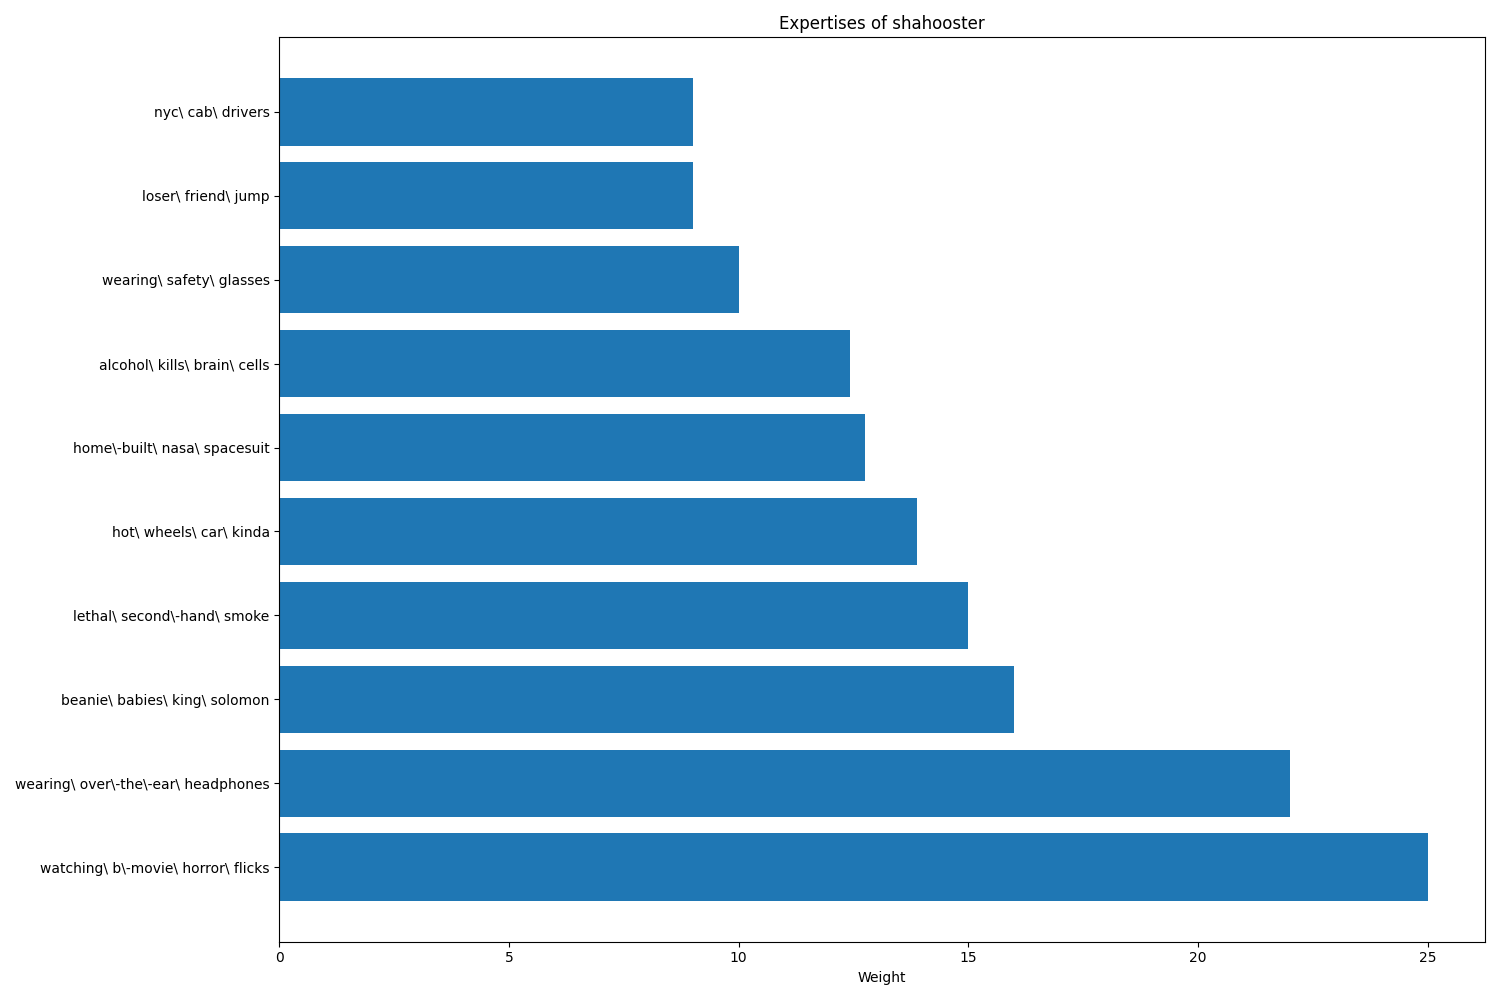 Expertises of shahooster
nyc\ cab\ drivers
loser\ friend\ jump
wearing\ safety\ glasses
alcohol\ kills\ brain\ cells
home\-built\ nasa\ spacesuit
hot\ wheels\ car\ kinda
lethal\ second\-hand\ smoke
beanie\ babies\ king\ solomon
wearing\ over\-the\-ear\ headphones
watching\ b\-movie\ horror\ flicks
0 5 10 15 20 25
Weight